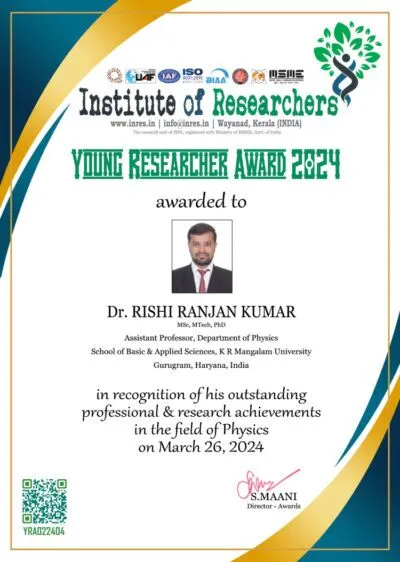 UAF IAF ISO BIAA MSME
Institute of Researchers
www.inres.in | info@inres.in | Wayanad, Kerala (INDIA)
The research unit of INFS, registered with Ministry of MSME, Govt. of India
YOUNG RESEARCHER AWARD 2024
awarded to
Dr. RISHI RANJAN KUMAR
MSc, MTech, PhD
Assistant Professor, Department of Physics
School of Basic & Applied Sciences, K R Mangalam University
Gurugram, Haryana, India
in recognition of his outstanding
professional & research achievements
in the field of Physics
on March 26, 2024
S.MAANI
Director - Awards
YRA022404